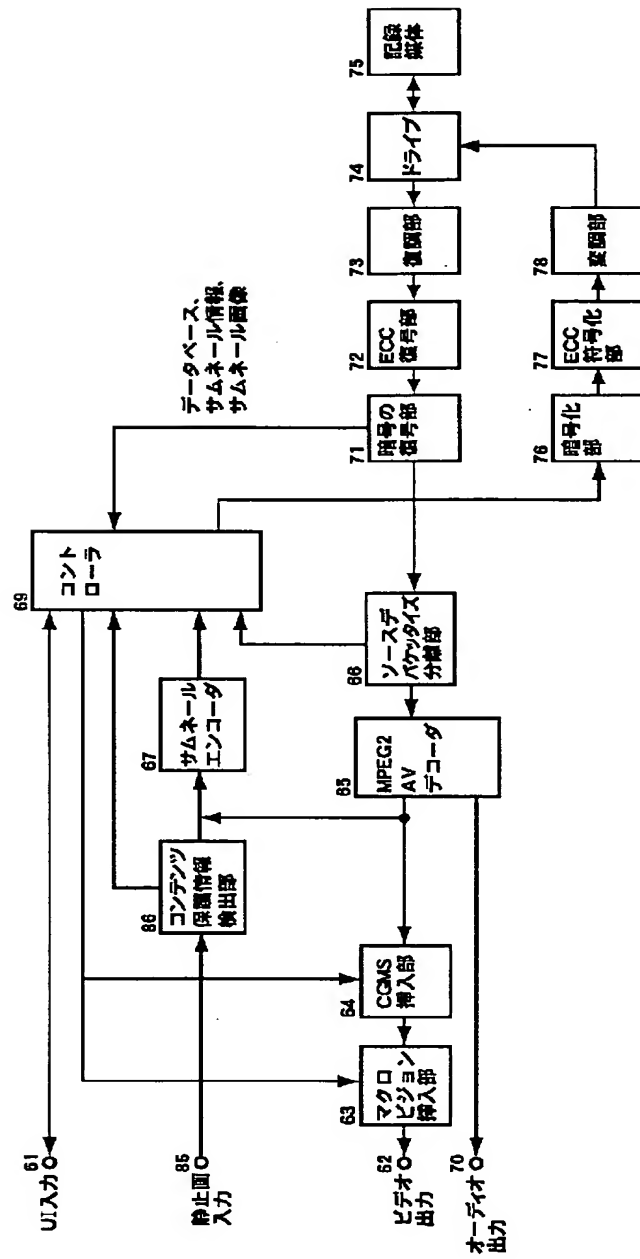 UI入力
61
静止画
入力
85
ビデオ
出力
62
オーディオ
出力
70
マクロ
ビジョン
挿入部
63
CGMS
挿入部
64
コンテンツ
保護情報
検出部
86
サムネール
エンコーダ
67
コント
ローラ
69
MPEG2
AV
デコーダ
65
ソースデ
パケッタイズ
分離部
66
データベース、
サムネール情報、
サムネール画像
暗号の
復号部
71
ECC
復号部
72
復調部
73
ドライブ
74
記録
媒体
75
暗号化
部
76
ECC
符号化
部
77
変調部
78